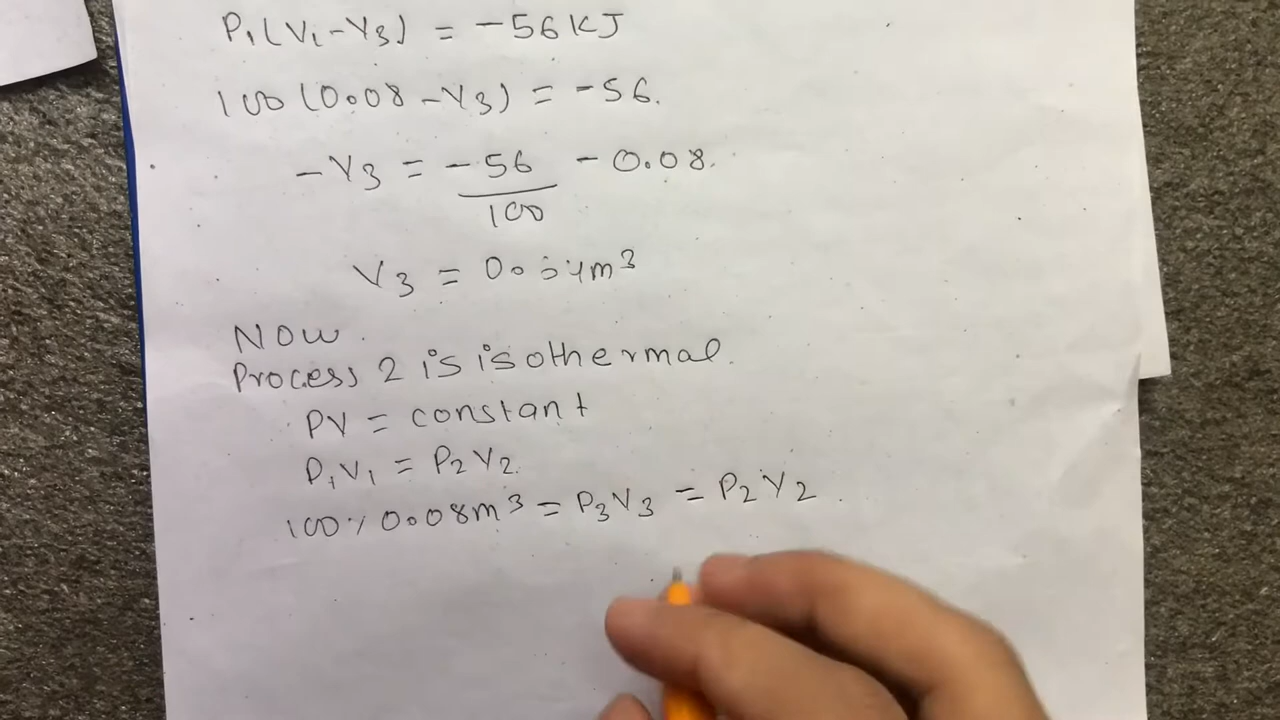 P₁(V₁-V₃) = -56KJ
100(0.08-V₃) = -56.
-V₃ = -56/100 - 0.08.
V₃ = 0.64m³
NOW.
Process 2 is isothermal.
PV = constant
P₁V₁ = P₂V₂.
100×0.08m³ = P₃V₃ = P₂V₂.